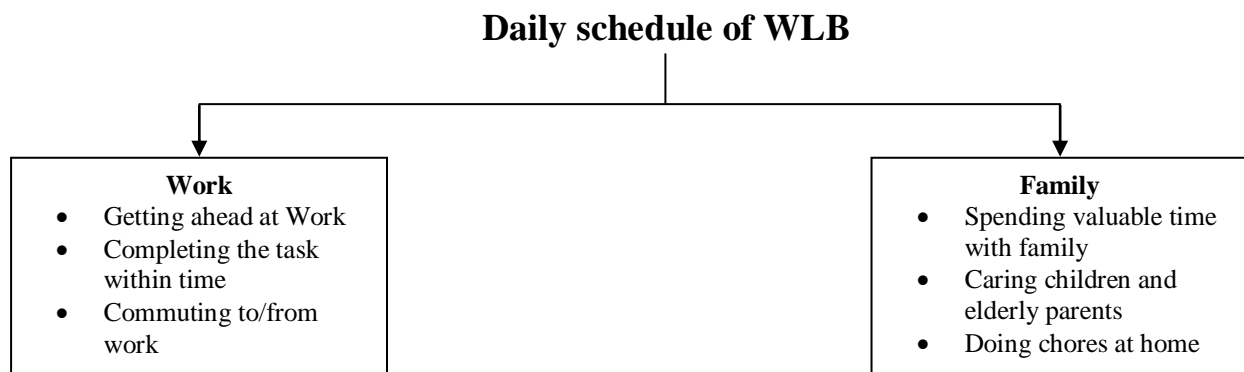 Daily schedule of WLB
Work
• Getting ahead at Work
• Completing the task
within time
• Commuting to/from
work
Family
• Spending valuable time
with family
• Caring children and
elderly parents
• Doing chores at home